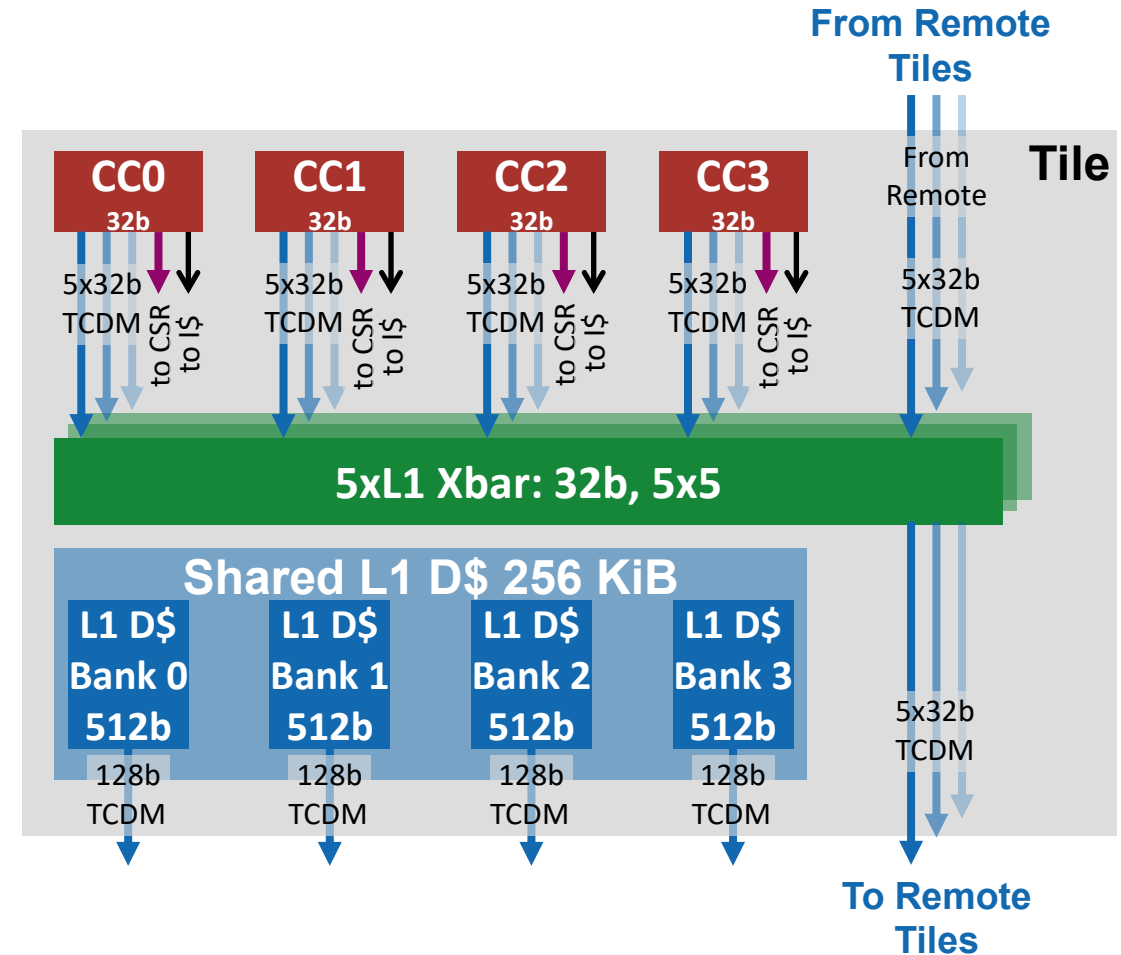 From Remote
Tiles
Tile
CC0
32b
CC1
32b
CC2
32b
CC3
32b
From
Remote
5x32b
TCDM
to CSR
to I$
5x32b
TCDM
to CSR
to I$
5x32b
TCDM
to CSR
to I$
5x32b
TCDM
to CSR
to I$
5x32b
TCDM
5xL1 Xbar: 32b, 5x5
Shared L1 D$ 256 KiB
L1 D$
Bank 0
512b
L1 D$
Bank 1
512b
L1 D$
Bank 2
512b
L1 D$
Bank 3
512b
5x32b
TCDM
128b
TCDM
128b
TCDM
128b
TCDM
128b
TCDM
To Remote
Tiles